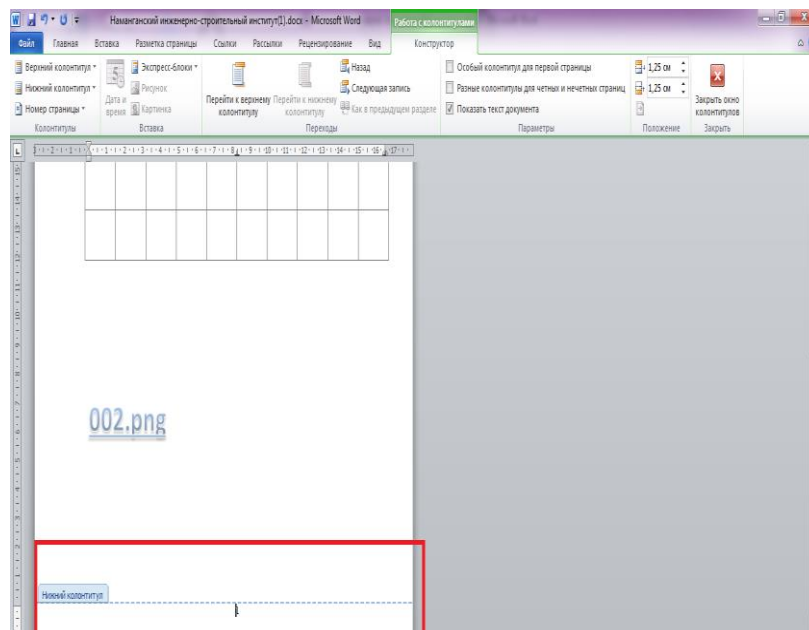 Наманганский инженерно-строительный институт(1).docx - Microsoft Word
Работа с колонтитулами
Файл Главная Вставка Разметка страницы Ссылки Рассылки Рецензирование Вид Конструктор
Верхний колонтитул
Нижний колонтитул
Номер страницы
Колонтитулы
5
Дата и время
Экспресс-блоки
Рисунок
Картинка
Вставка
Перейти к верхнему колонтитулу
Перейти к нижнему колонтитулу
Назад
Следующая запись
Как в предыдущем разделе
Переходы
Особый колонтитул для первой страницы
Разные колонтитулы для четных и нечетных страниц
Показать текст документа
Параметры
1,25 см
1,25 см
Положение
Закрыть окно колонтитулов
Закрыть
002.png
Нижний колонтитул